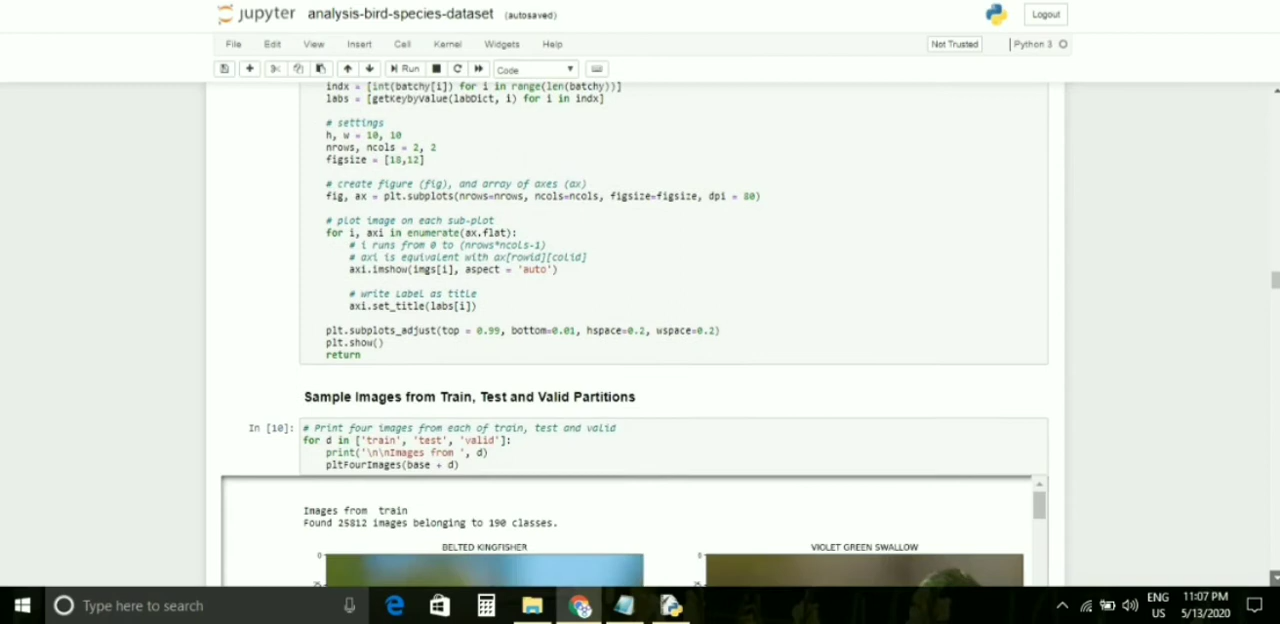 jupyter analysis-bird-species-dataset (autosaved)
Logout
File Edit View Insert Cell Kernel Widgets Help
Not Trusted
Python 3
Run
Code
indx = [int(batchy[i]) for i in range(len(batchy))]
labs = [getKeybyValue(labDict, i) for i in indx]
# settings
h, w = 10, 10
nrows, ncols = 2, 2
figsize = [18,12]
# create figure (fig), and array of axes (ax)
fig, ax = plt.subplots(nrows=nrows, ncols=ncols, figsize=figsize, dpi = 80)
# plot image on each sub-plot
for i, axi in enumerate(ax.flat):
# i runs from 0 to (nrows*ncols-1)
# axi is equivalent with ax[rowid][colid]
axi.imshow(imgs[i], aspect = 'auto')
# write Label as title
axi.set_title(labs[i])
plt.subplots_adjust(top = 0.99, bottom=0.01, hspace=0.2, wspace=0.2)
plt.show()
return
Sample Images from Train, Test and Valid Partitions
In [10]:
# Print four images from each of train, test and valid
for d in ['train', 'test', 'valid']:
print('\n\nImages from ', d)
pltFourImages(base + d)
Images from train
Found 25812 images belonging to 190 classes.
BELTED KINGFISHER
VIOLET GREEN SWALLOW
0
0
Type here to search
ENG
US
11:07 PM
5/13/2020